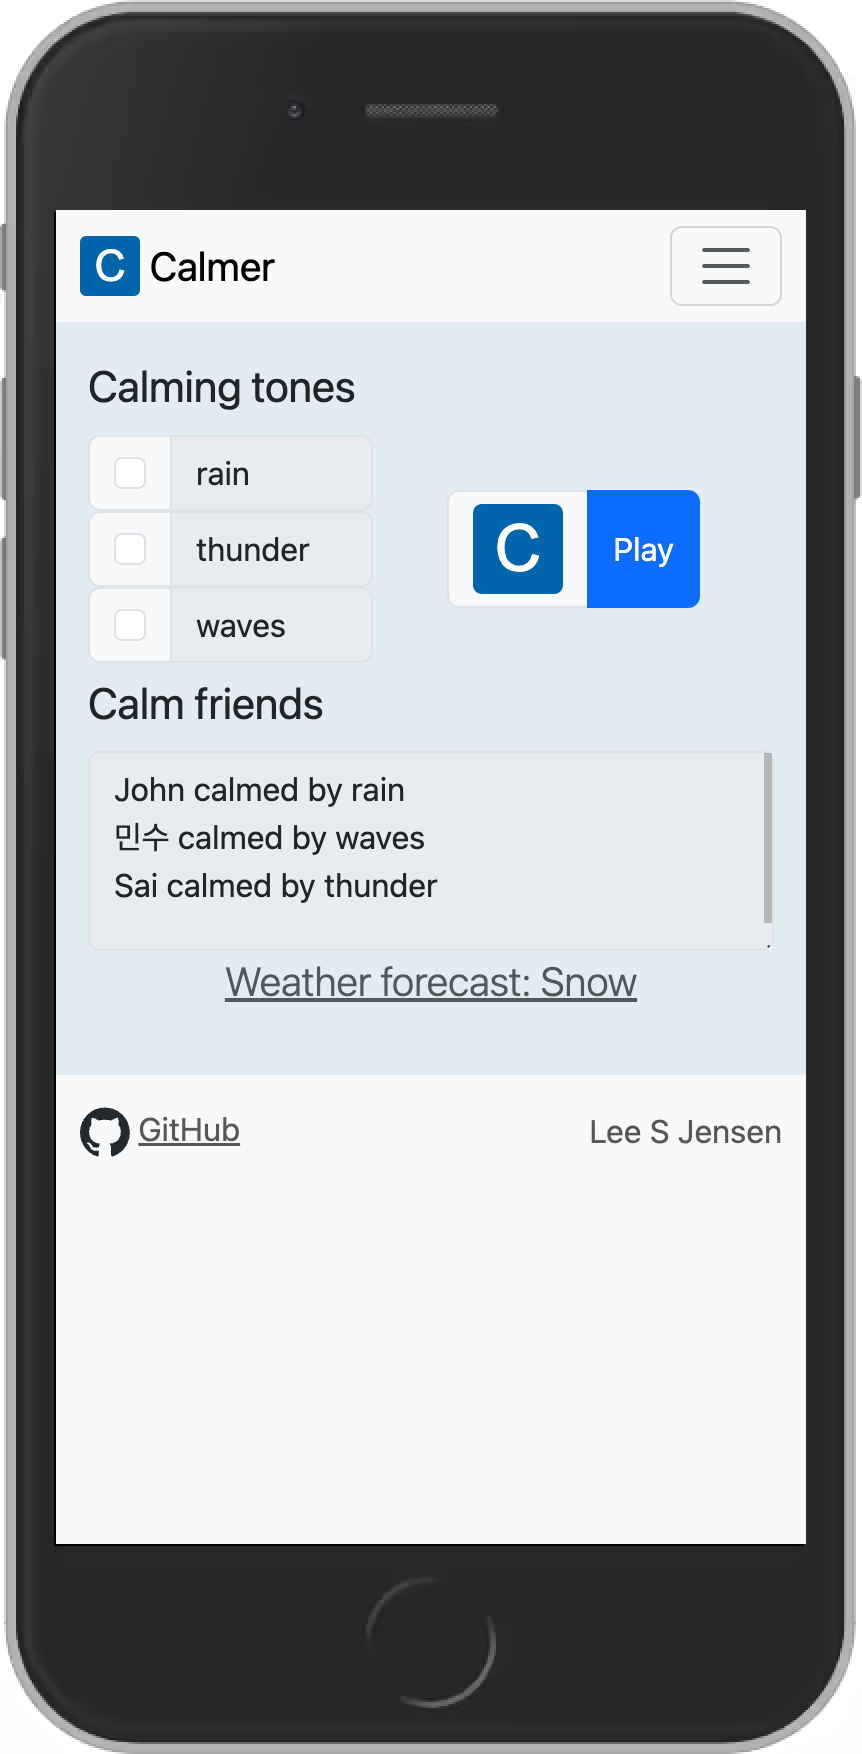 C Calmer
Calming tones
rain
thunder
waves
C Play
Calm friends
John calmed by rain
민수 calmed by waves
Sai calmed by thunder
Weather forecast: Snow
GitHub
Lee S Jensen